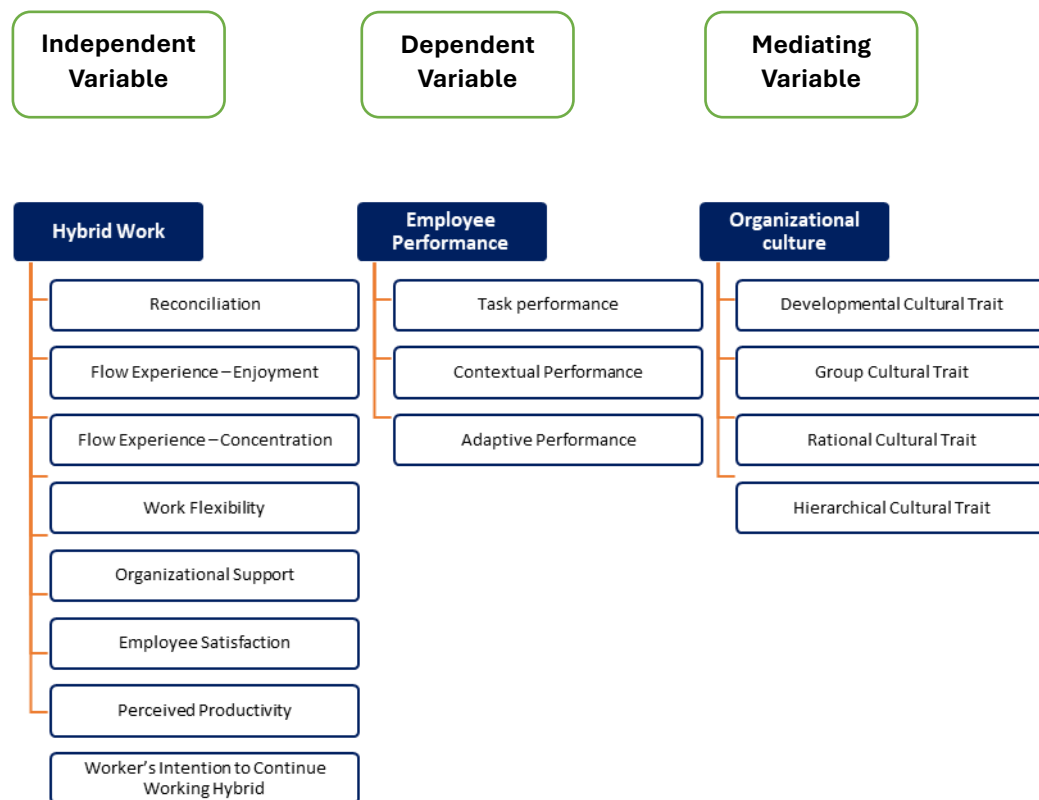 Independent
Variable
Dependent
Variable
Mediating
Variable
Hybrid Work
Reconciliation
Flow Experience – Enjoyment
Flow Experience – Concentration
Work Flexibility
Organizational Support
Employee Satisfaction
Perceived Productivity
Worker's Intention to Continue
Working Hybrid
Employee
Performance
Task performance
Contextual Performance
Adaptive Performance
Organizational
culture
Developmental Cultural Trait
Group Cultural Trait
Rational Cultural Trait
Hierarchical Cultural Trait